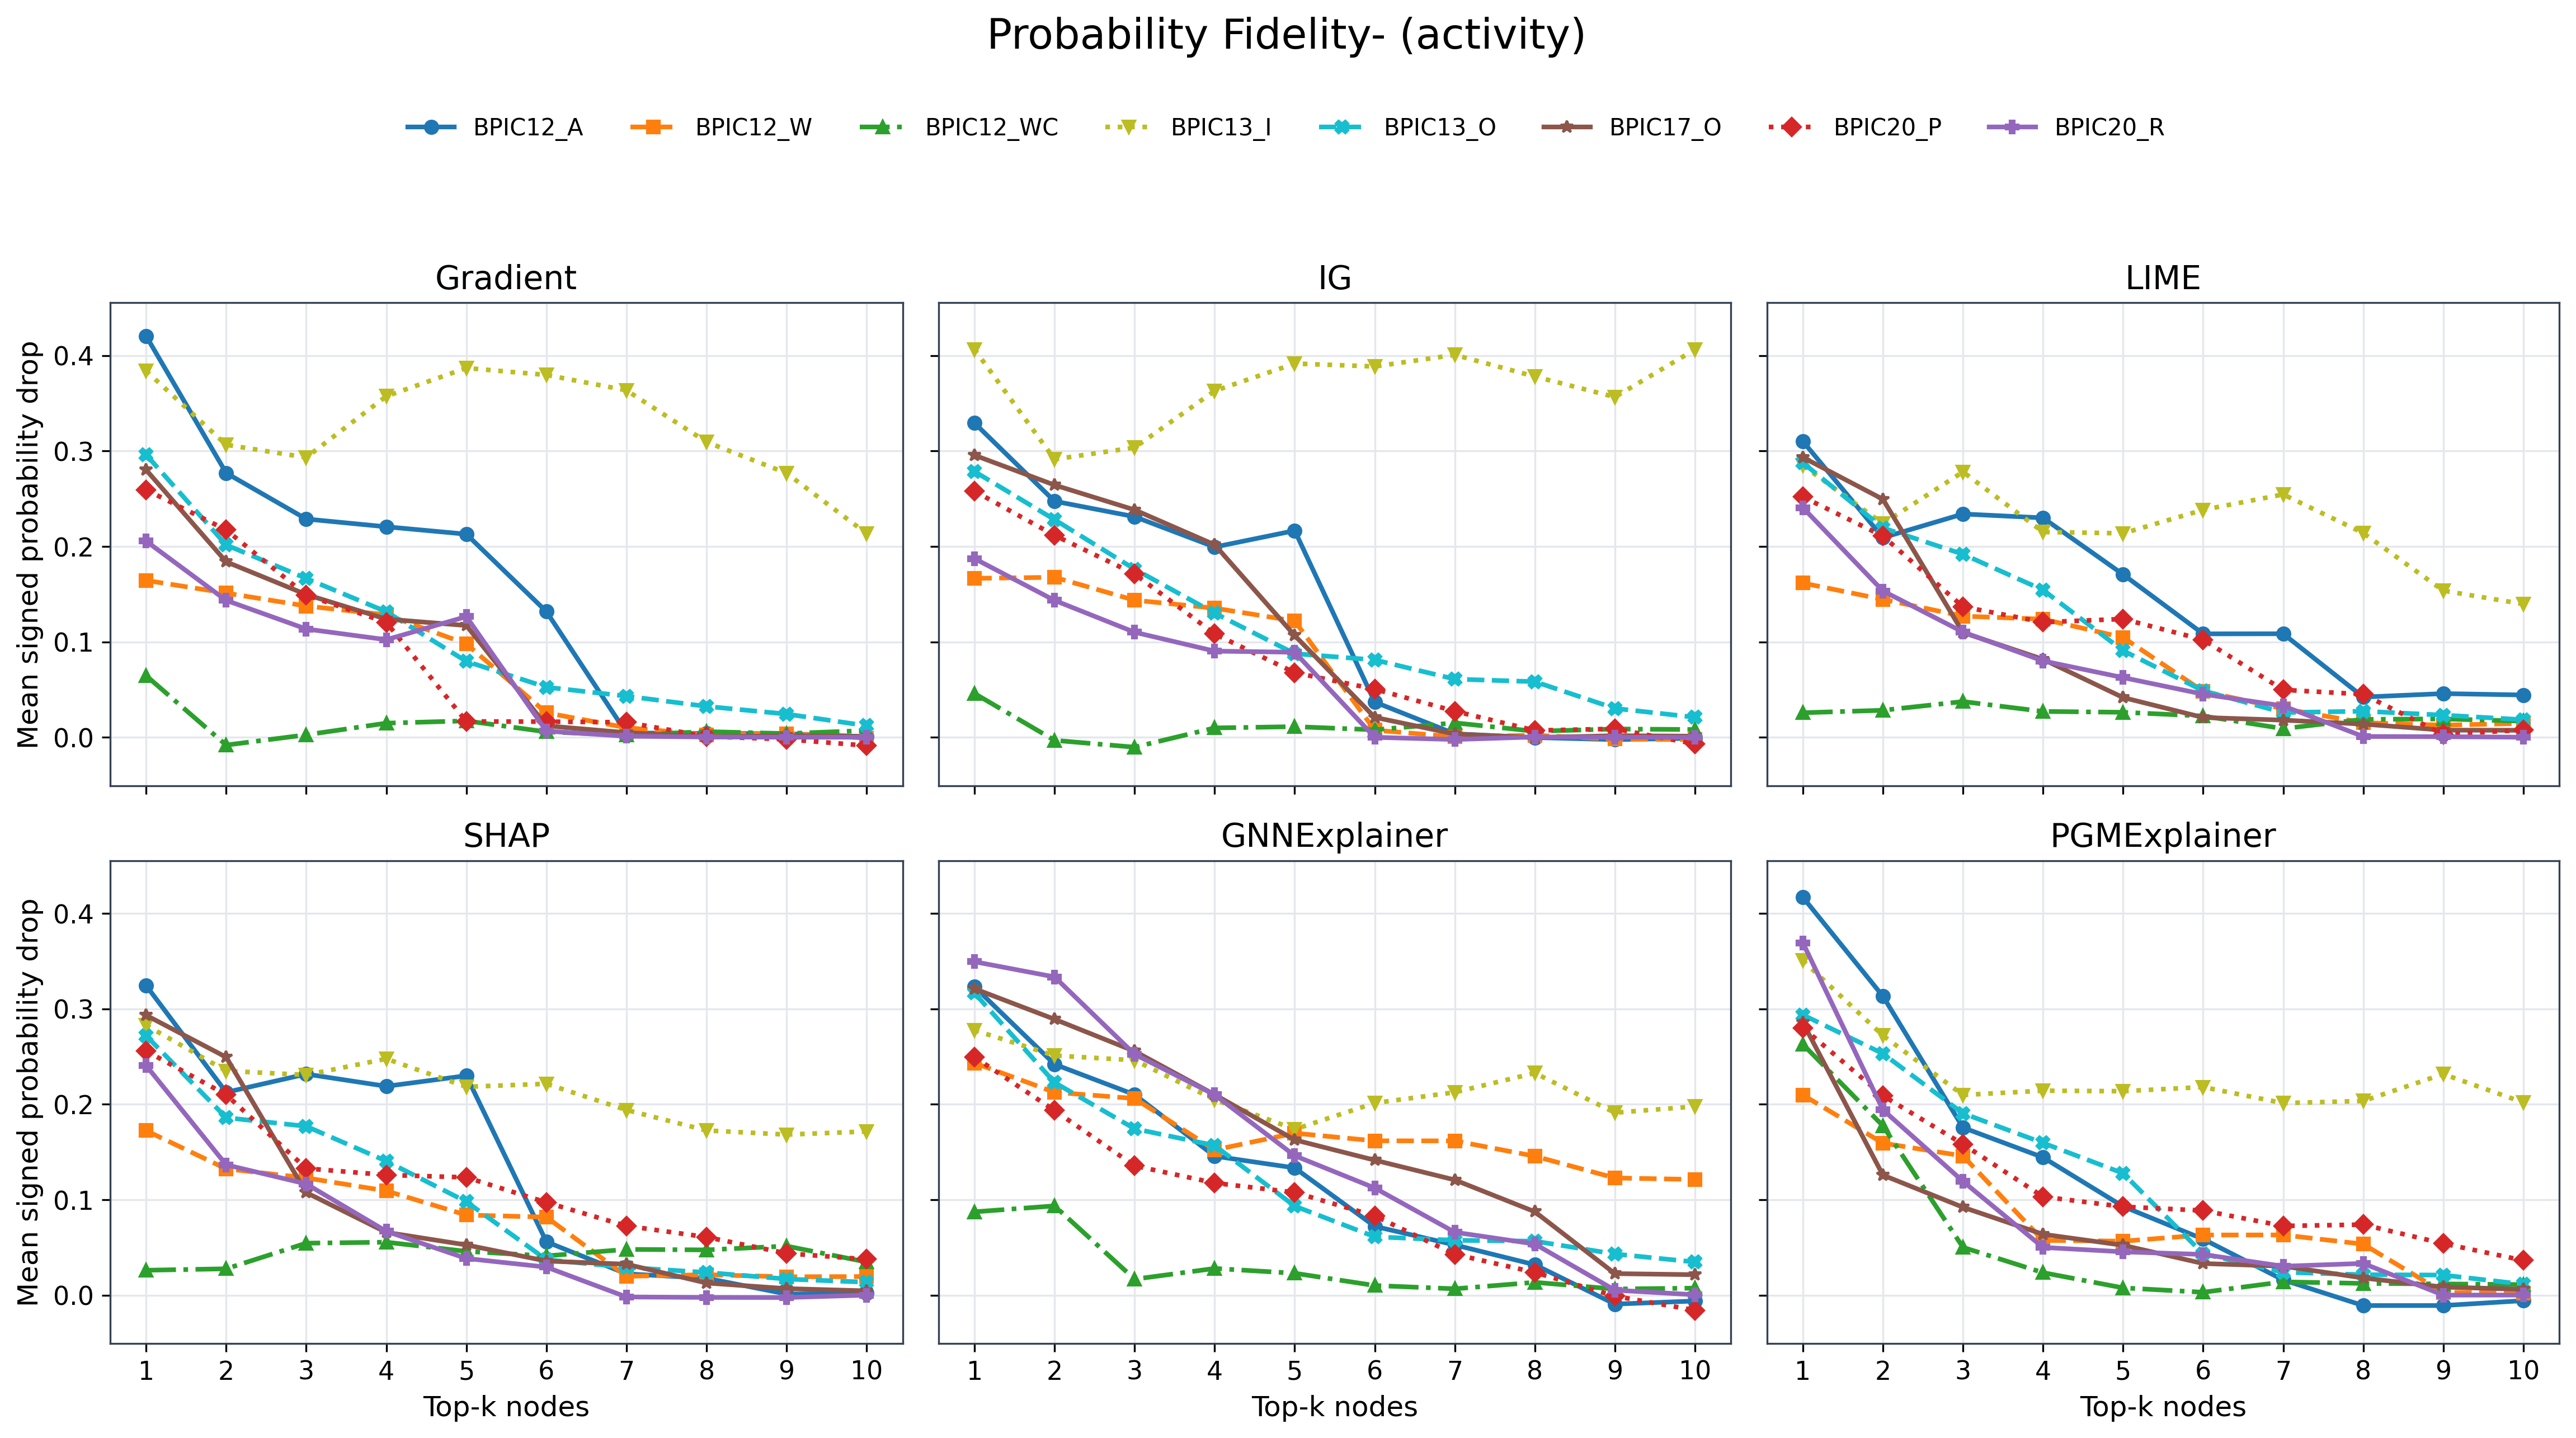 Probability Fidelity- (activity)
BPIC12_A BPIC12_W BPIC12_WC BPIC13_I BPIC13_O BPIC17_O BPIC20_P BPIC20_R
Gradient IG LIME
Mean signed probability drop
0.4
0.3
0.2
0.1
0.0
SHAP GNNExplainer PGMExplainer
Mean signed probability drop
0.4
0.3
0.2
0.1
0.0
1 2 3 4 5 6 7 8 9 10 1 2 3 4 5 6 7 8 9 10 1 2 3 4 5 6 7 8 9 10
Top-k nodes Top-k nodes Top-k nodes